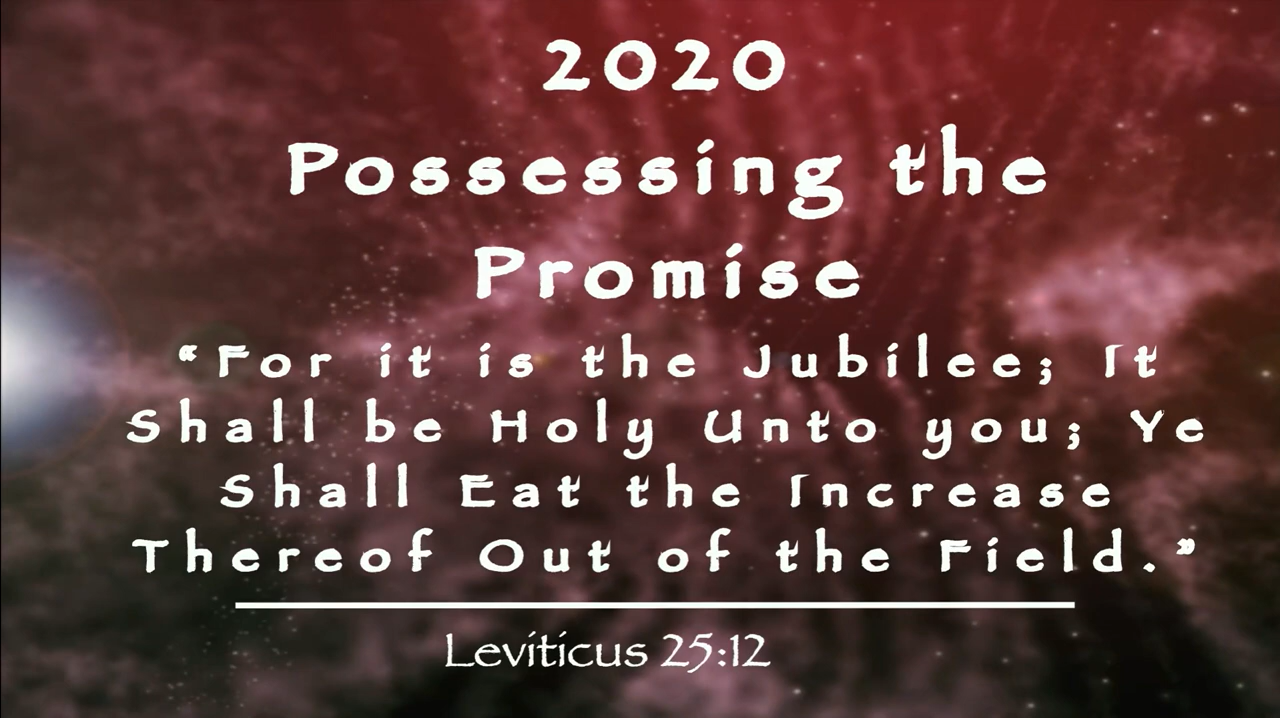 2020
Possessing the
Promise
“For it is the Jubilee; It
Shall be Holy Unto you; Ye
Shall Eat the Increase
Thereof Out of the Field.”
Leviticus 25:12